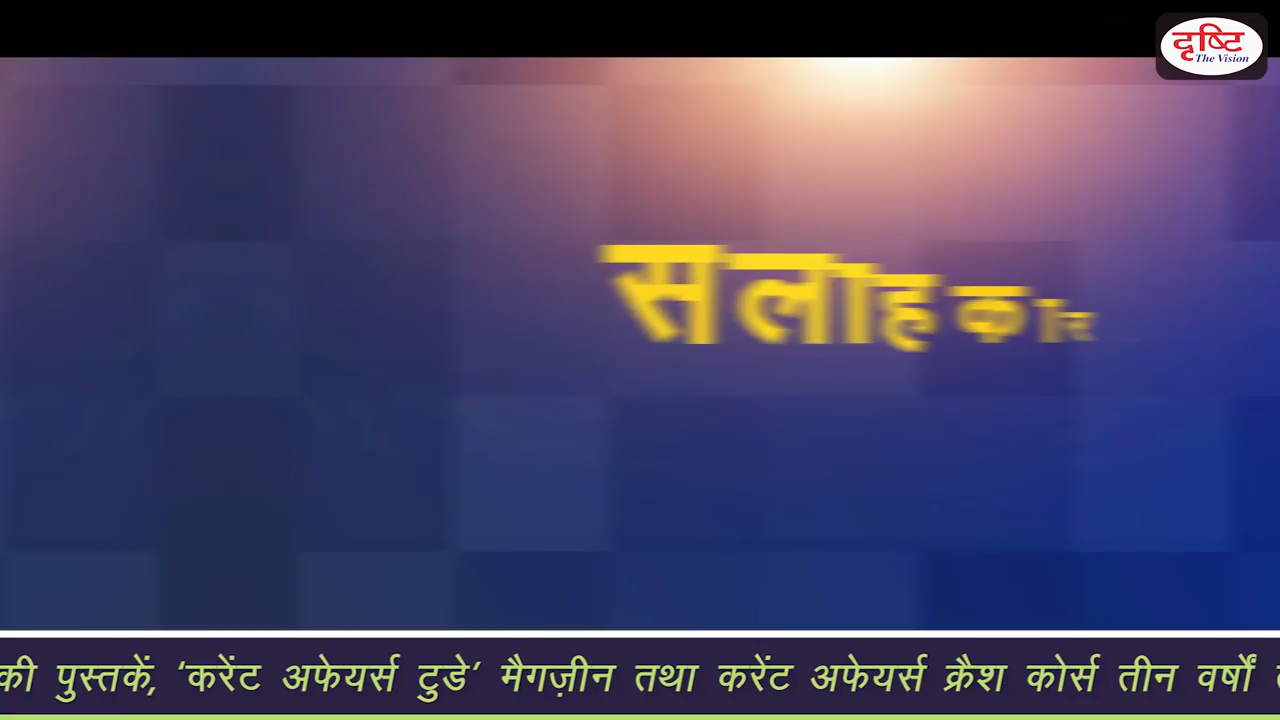 दृष्टि
The Vision
सलाहकार
की पुस्तकें, ‘करेंट अफेयर्स टुडे’ मैगज़ीन तथा करेंट अफेयर्स क्रैश कोर्स तीन वर्षों